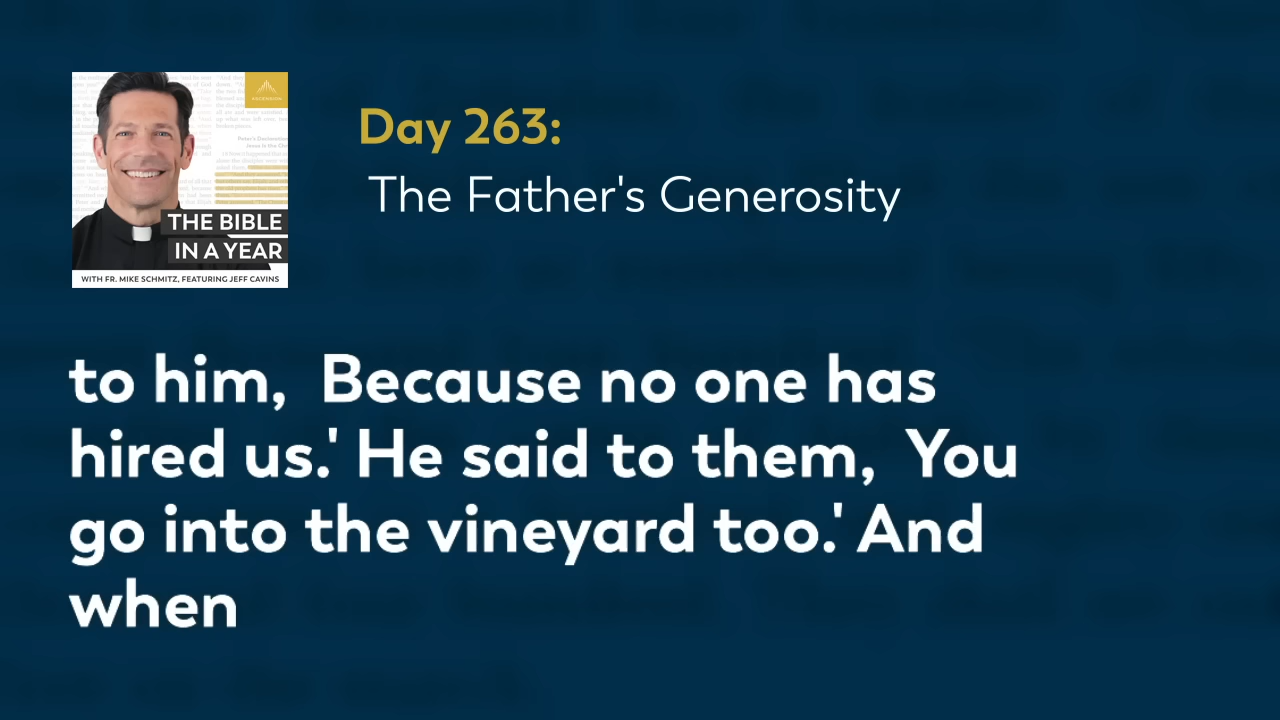 ASCENSION
THE BIBLE
IN A YEAR
WITH FR. MIKE SCHMITZ, FEATURING JEFF CAVINS
Day 263:
The Father's Generosity
to him,  Because no one has
hired us.' He said to them,  You
go into the vineyard too.' And
when